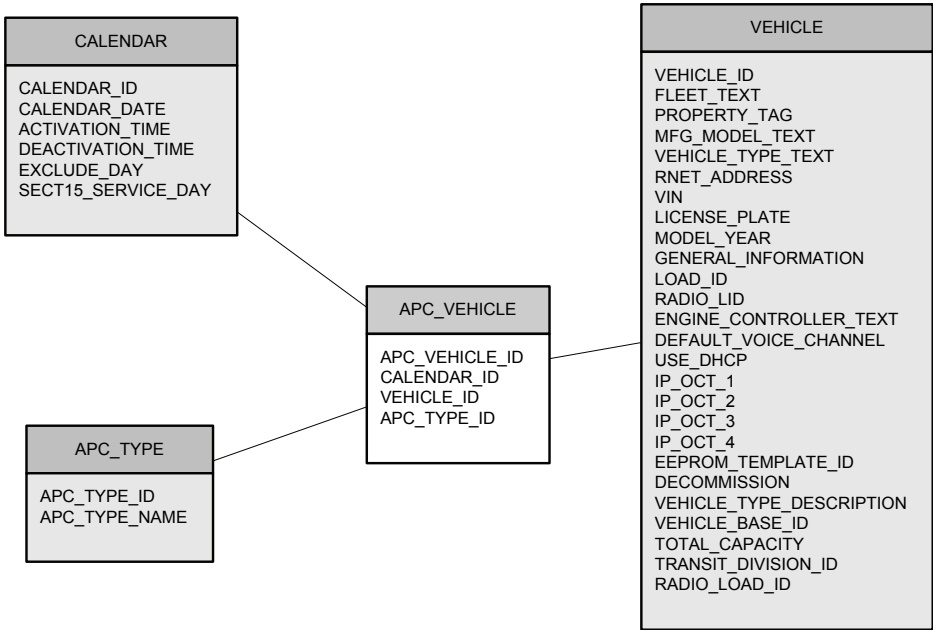 CALENDAR
CALENDAR_ID
CALENDAR_DATE
ACTIVATION_TIME
DEACTIVATION_TIME
EXCLUDE_DAY
SECT15_SERVICE_DAY
APC_TYPE
APC_TYPE_ID
APC_TYPE_NAME
APC_VEHICLE
APC_VEHICLE_ID
CALENDAR_ID
VEHICLE_ID
APC_TYPE_ID
VEHICLE
VEHICLE_ID
FLEET_TEXT
PROPERTY_TAG
MFG_MODEL_TEXT
VEHICLE_TYPE_TEXT
RNET_ADDRESS
VIN
LICENSE_PLATE
MODEL_YEAR
GENERAL_INFORMATION
LOAD_ID
RADIO_LID
ENGINE_CONTROLLER_TEXT
DEFAULT_VOICE_CHANNEL
USE_DHCP
IP_OCT_1
IP_OCT_2
IP_OCT_3
IP_OCT_4
EEPROM_TEMPLATE_ID
DECOMMISSION
VEHICLE_TYPE_DESCRIPTION
VEHICLE_BASE_ID
TOTAL_CAPACITY
TRANSIT_DIVISION_ID
RADIO_LOAD_ID